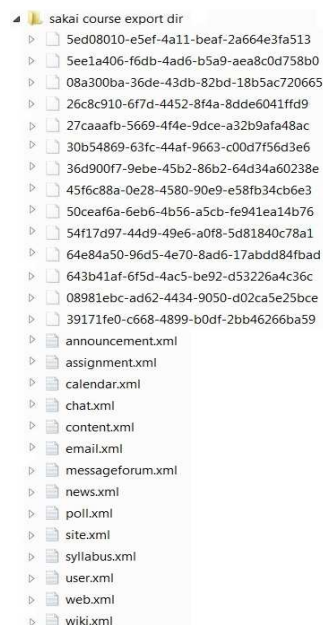 sakai course export dir
5ed08010-e5ef-4a11-beaf-2a664e3fa513
5ee1a406-f6db-4ad6-b5a9-aea8c0d758b0
08a300ba-36de-43db-82bd-18b5ac720665
26c8c910-6f7d-4452-8f4a-8dde6041ffd9
27caaafb-5669-4f4e-9dce-a32b9afa48ac
30b54869-63fc-44af-9663-c00d7f56d3e6
36d900f7-9ebe-45b2-86b2-64d34a60238e
45f6c88a-0e28-4580-90e9-e58fb34cb6e3
50ceaf6a-6eb6-4b56-a5cb-fe941ea14b76
54f17d97-44d9-49e6-a0f8-5d81840c78a1
64e84a50-96d5-4e70-8ad6-17abdd84fbad
643b41af-6f5d-4ac5-be92-d53226a4c36c
08981ebc-ad62-4434-9050-d02ca5e25bce
39171fe0-c668-4899-b0df-2bb46266ba59
announcement.xml
assignment.xml
calendar.xml
chat.xml
content.xml
email.xml
messageforum.xml
news.xml
poll.xml
site.xml
syllabus.xml
user.xml
web.xml
wiki.xml